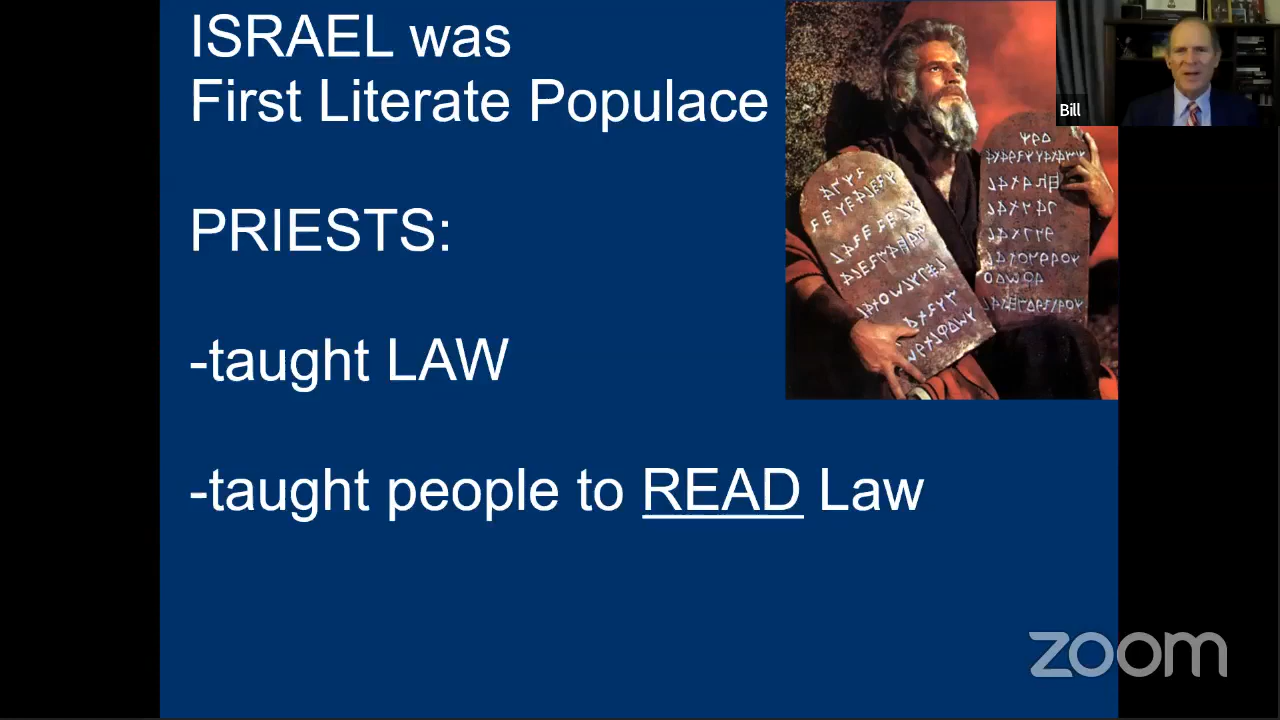 ISRAEL was
First Literate Populace
PRIESTS:
-taught LAW
-taught people to READ Law
Bill
zoom